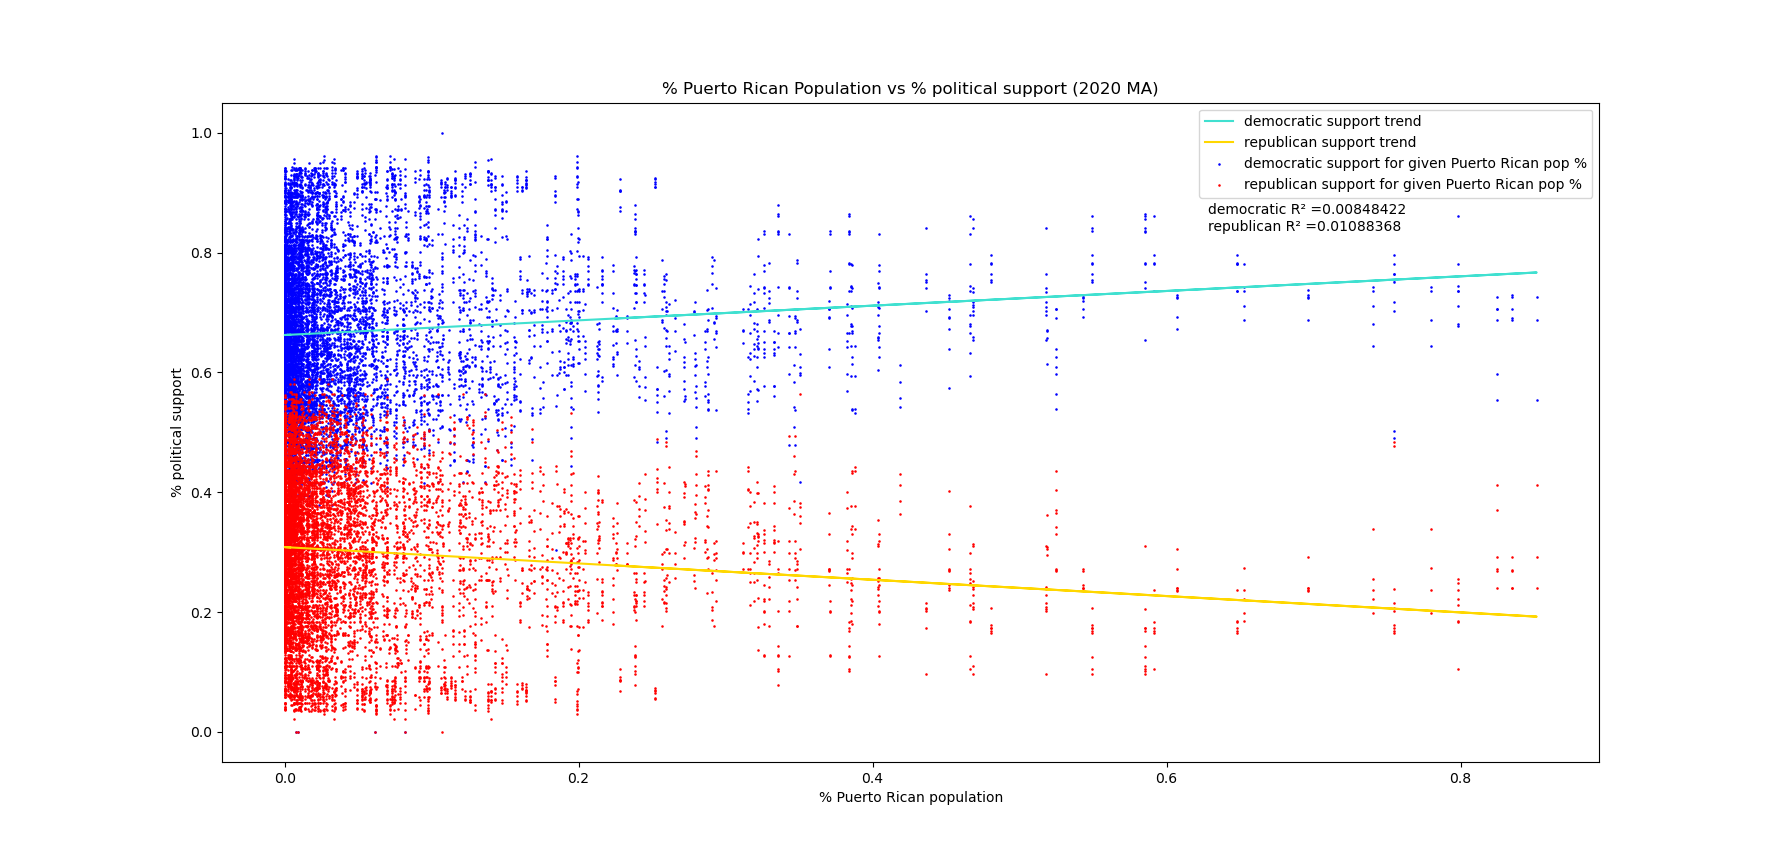 % Puerto Rican Population vs % political support (2020 MA)
democratic support trend
republican support trend
democratic support for given Puerto Rican pop %
republican support for given Puerto Rican pop %
democratic R² =0.00848422
republican R² =0.01088368
% political support
1.0
0.8
0.6
0.4
0.2
0.0
0.0 0.2 0.4 0.6 0.8
% Puerto Rican population